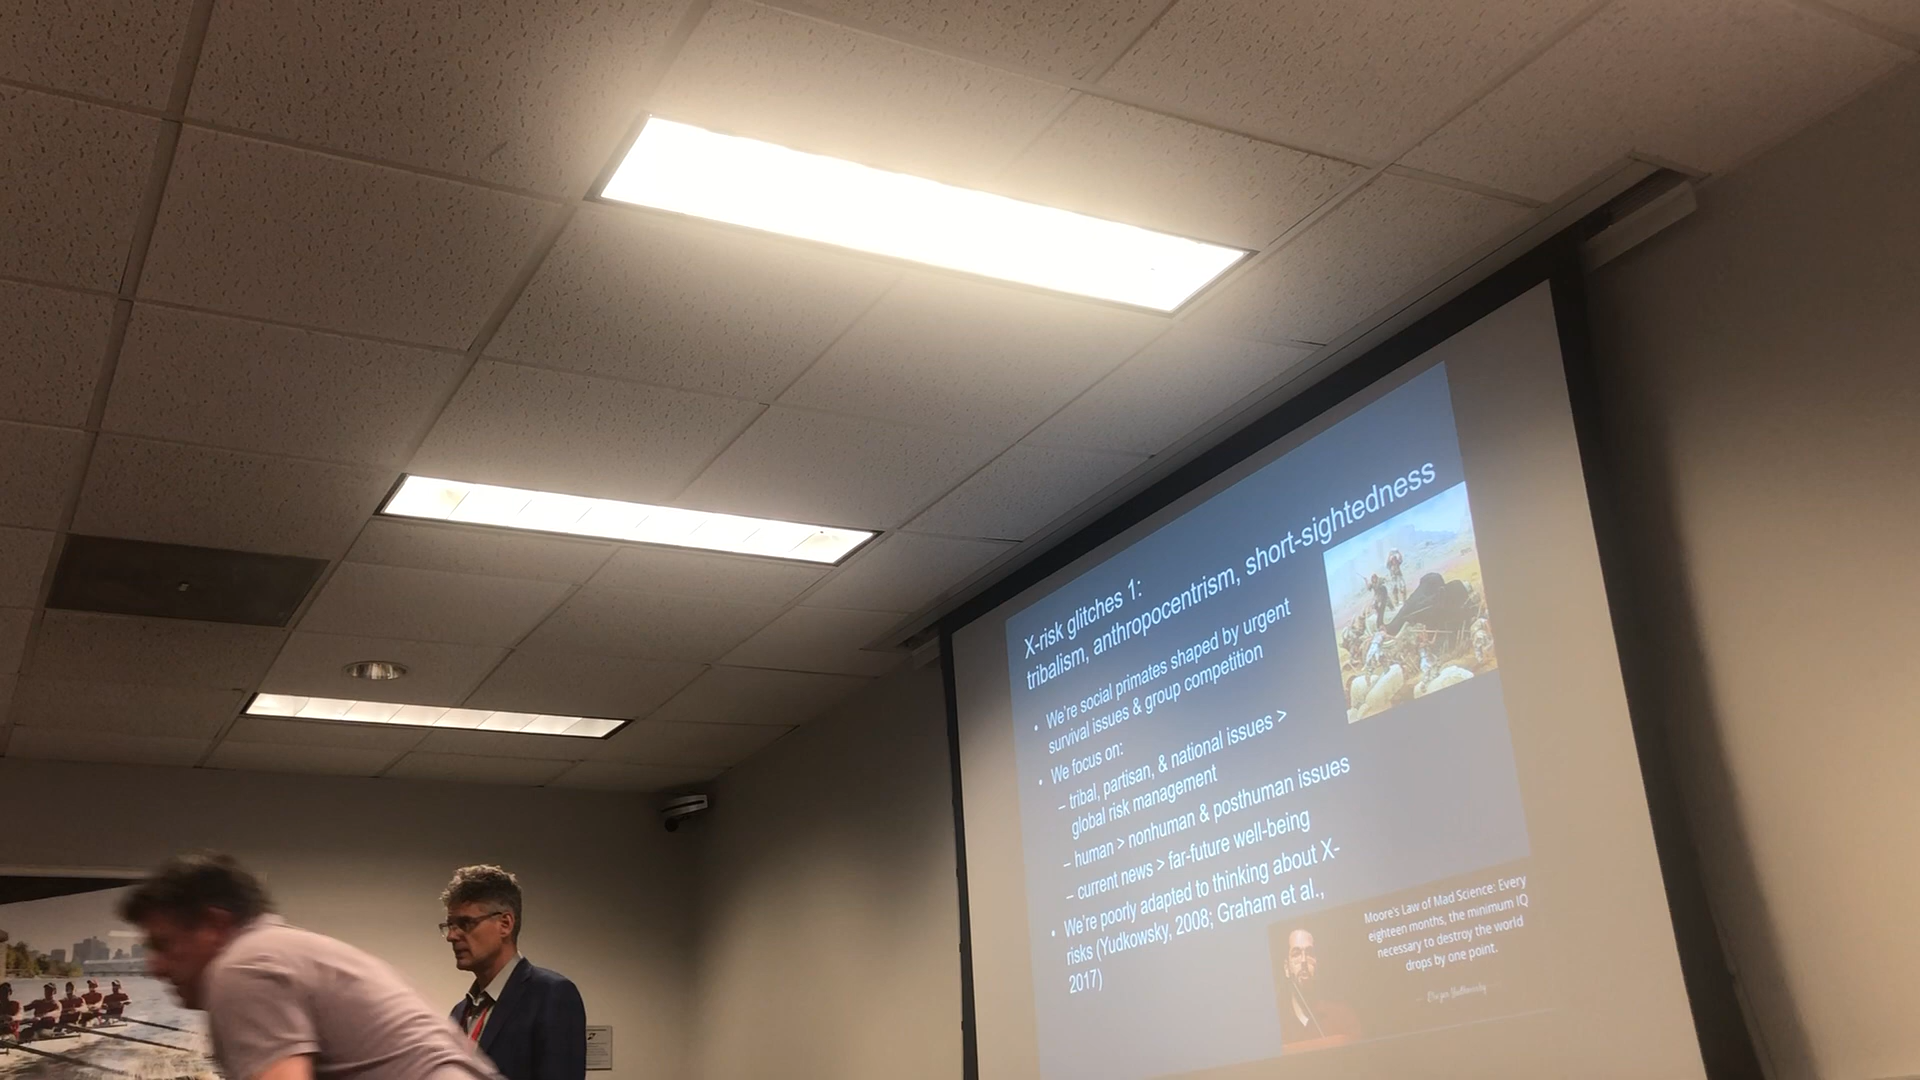 X-risk glitches 1:
tribalism, anthropocentrism, short-sightedness
• We're social primates shaped by urgent
survival issues & group competition
• We focus on:
– tribal, partisan, & national issues >
global risk management
– human > nonhuman & posthuman issues
– current news > far-future well-being
• We're poorly adapted to thinking about X-
risks (Yudkowsky, 2008; Graham et al.,
2017)
Moore's Law of Mad Science: Every
eighteen months, the minimum IQ
necessary to destroy the world
drops by one point.
— Eliezer Yudkowsky